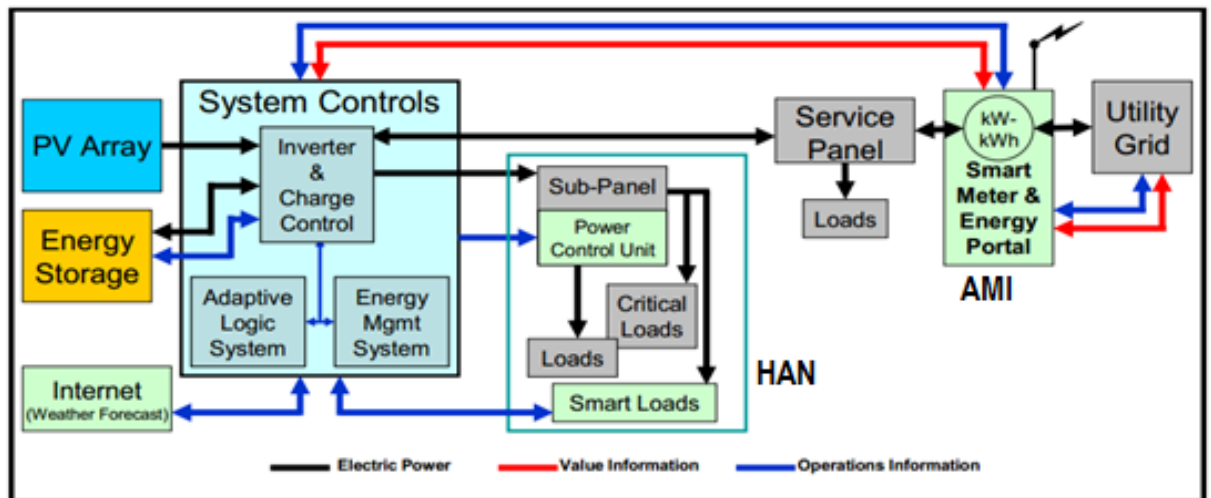 System Controls
PV Array
Inverter
&
Charge
Control
Energy
Storage
Adaptive
Logic
System
Energy
Mgmt
System
Internet
(Weather Forecast)
Sub-Panel
Power
Control Unit
Critical
Loads
Loads
Smart Loads
HAN
Service
Panel
Loads
kW-
kWh
Smart
Meter &
Energy
Portal
AMI
Utility
Grid
Electric Power
Value Information
Operations Information